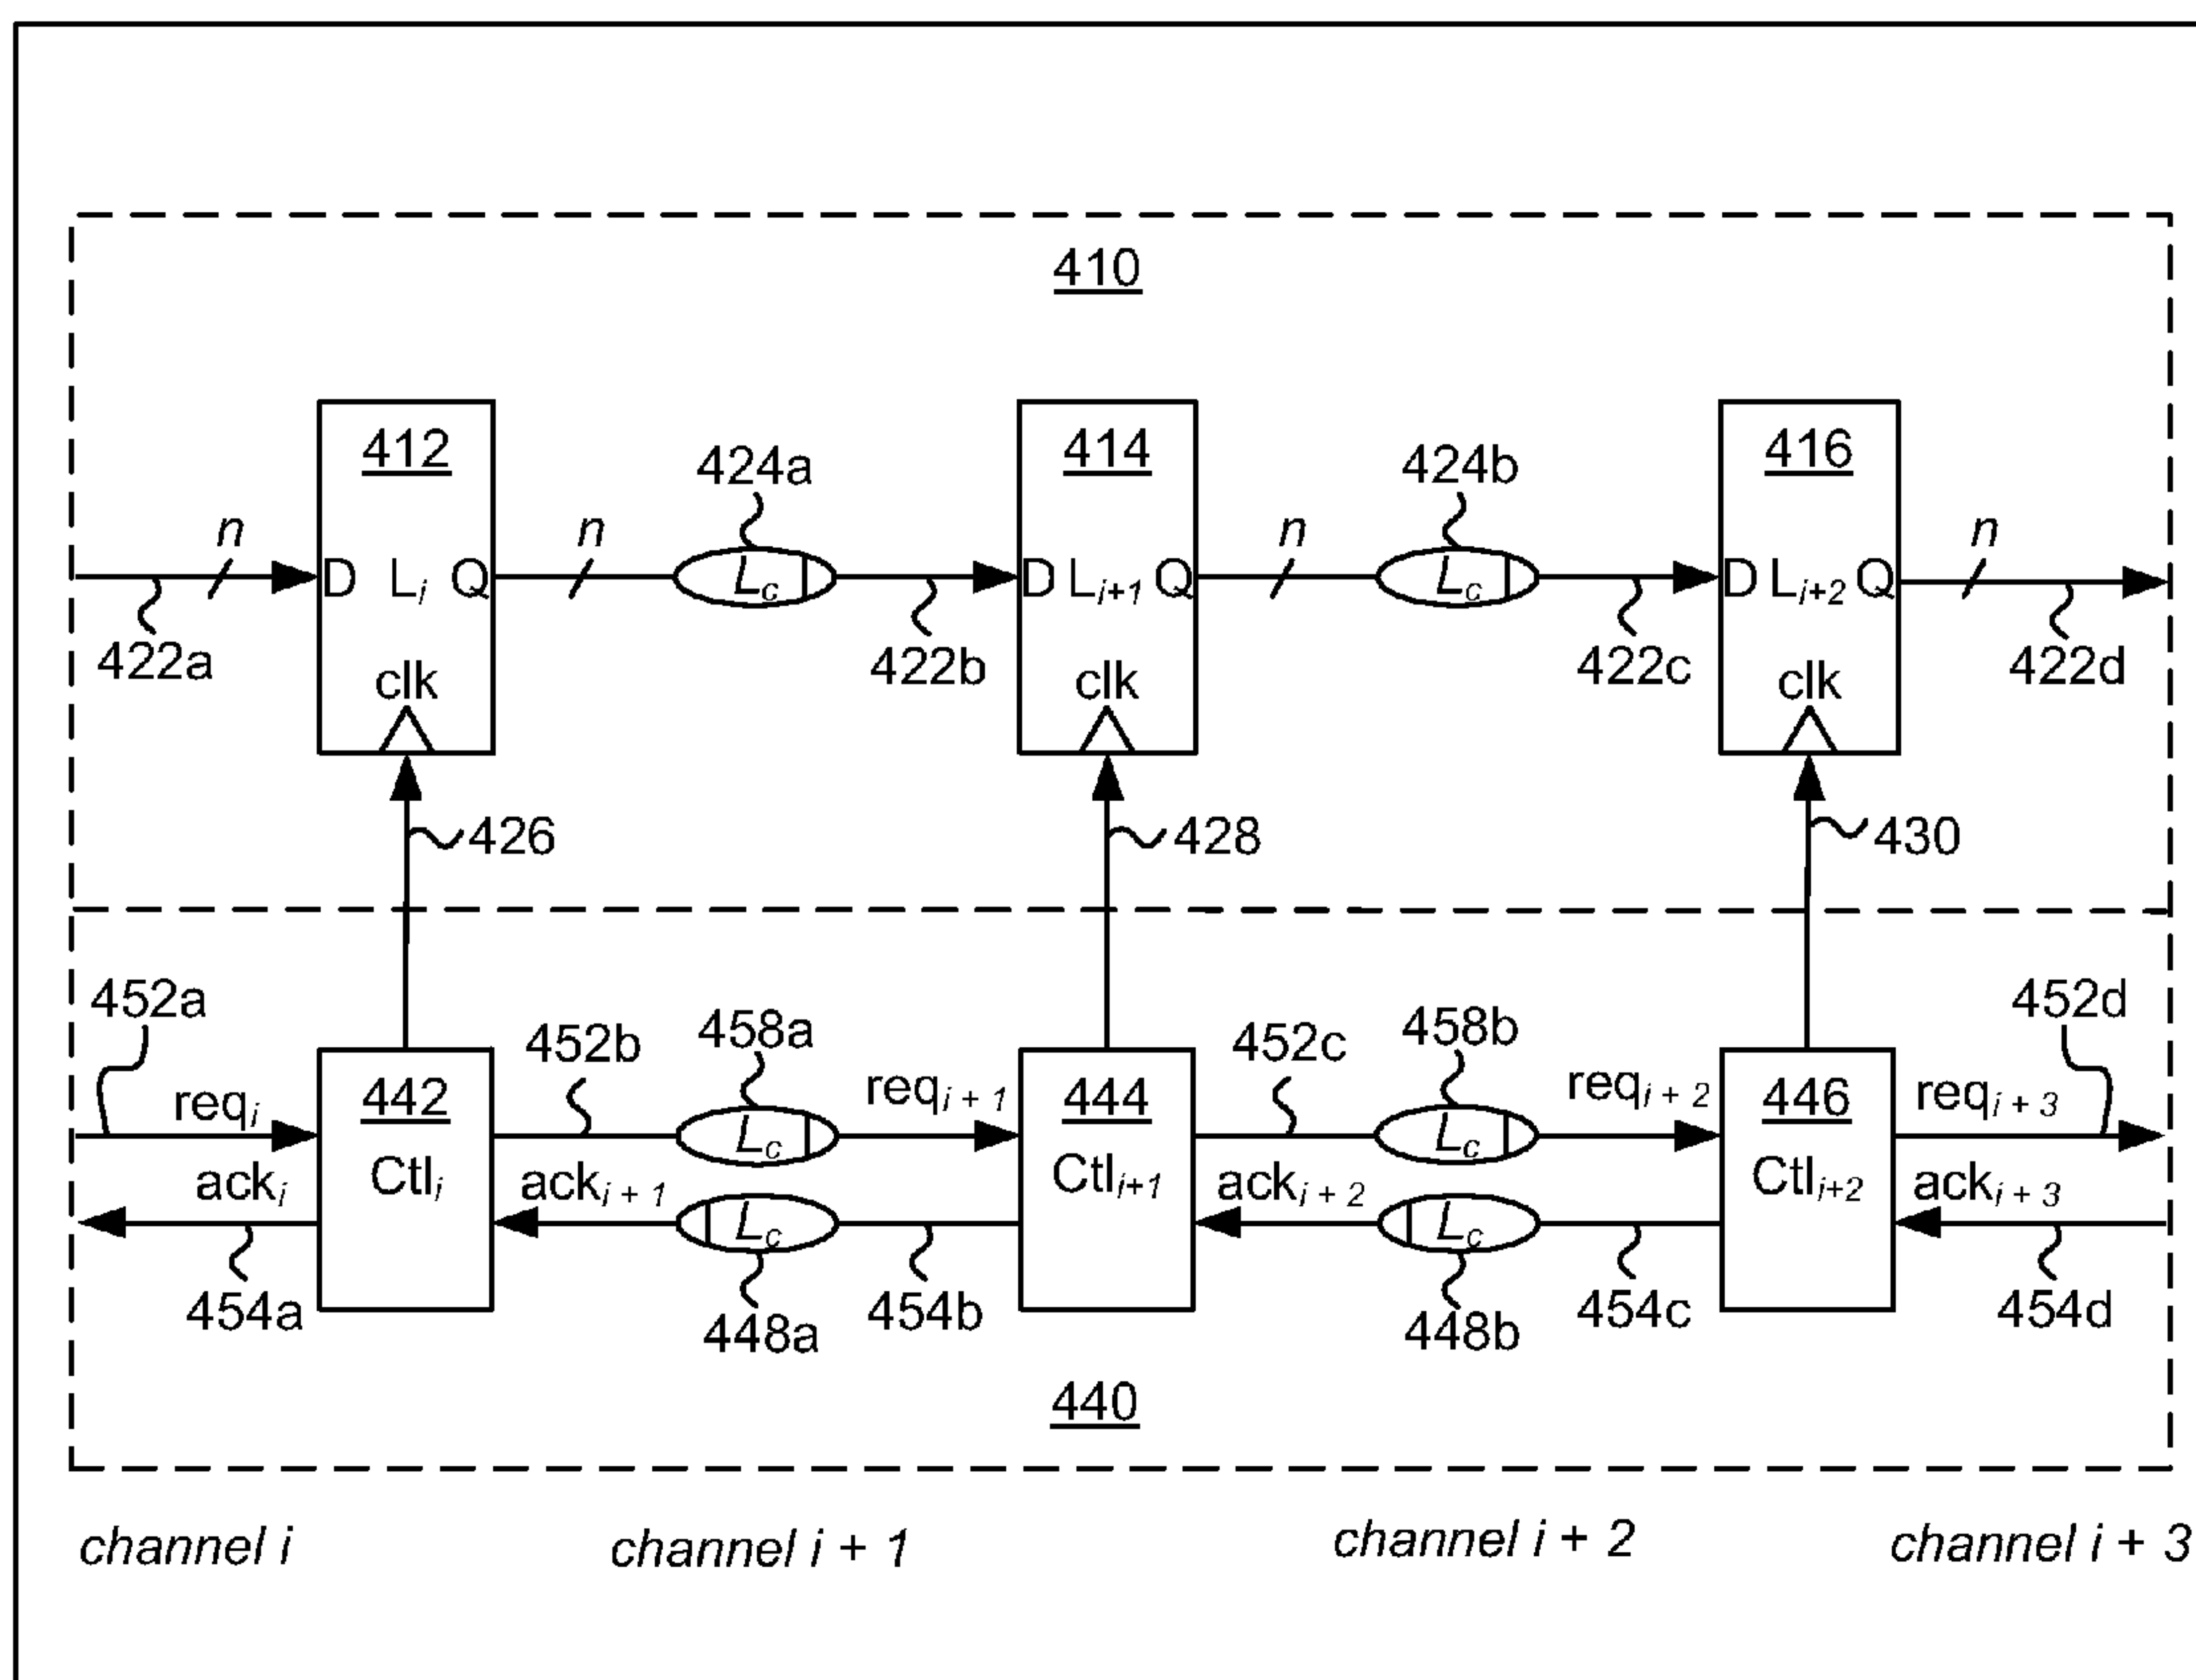 410
412
414
416
424a
424b
n
n
n
n
D L_i Q
L_c
D L_{i+1} Q
L_c
D L_{i+2} Q
422a
422b
422c
422d
clk
clk
clk
426
428
430
452a
452b
458a
452c
458b
452d
req_i
442
req_{i + 1}
444
req_{i + 2}
446
req_{i + 3}
L_c
L_c
ack_i
Ctl_i
ack_{i + 1}
Ctl_{i+1}
ack_{i + 2}
Ctl_{i+2}
ack_{i + 3}
L_c
L_c
454a
448a
454b
448b
454c
454d
440
channel i
channel i + 1
channel i + 2
channel i + 3